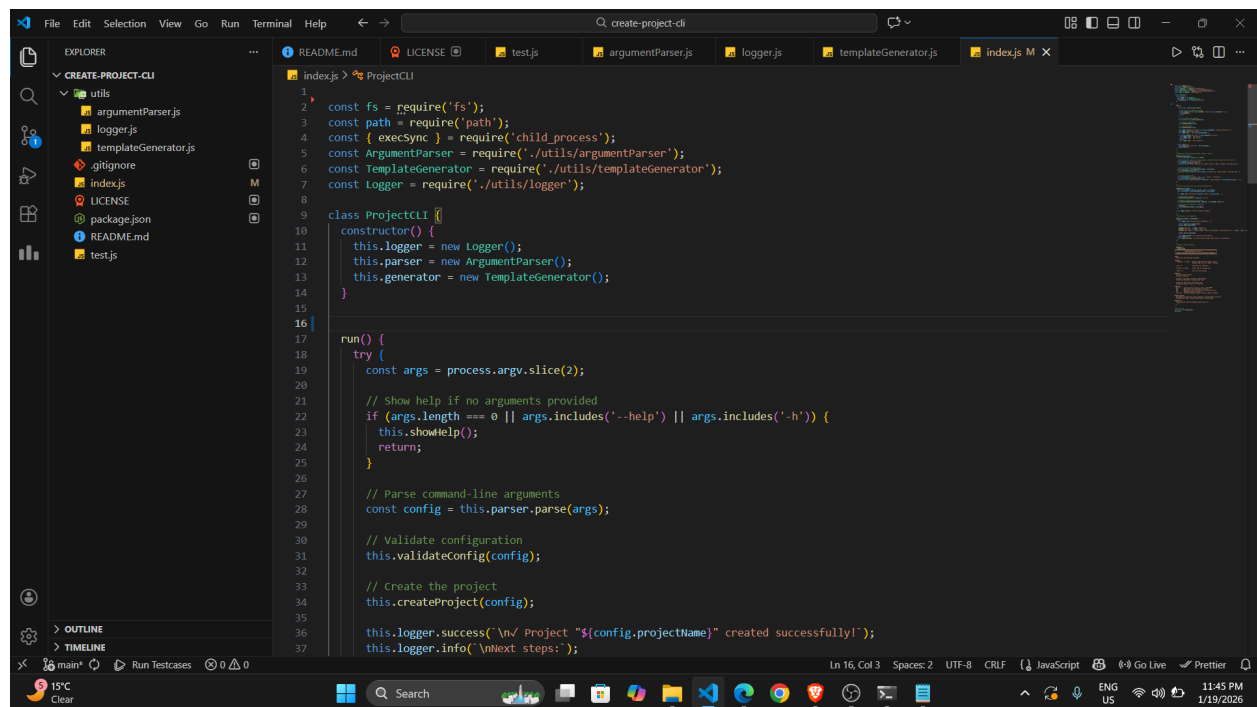 File Edit Selection View Go Run Terminal Help
create-project-cli
EXPLORER
README.md
LICENSE
test.js
argumentParser.js
logger.js
templateGenerator.js
index.js M
CREATE-PROJECT-CLI
utils
argumentParser.js
logger.js
templateGenerator.js
.gitignore
index.js M
LICENSE
package.json
README.md
test.js
index.js > ProjectCLI
1
2 const fs = require('fs');
3 const path = require('path');
4 const { execSync } = require('child_process');
5 const ArgumentParser = require('./utils/argumentParser');
6 const TemplateGenerator = require('./utils/templateGenerator');
7 const Logger = require('./utils/logger');
8
9 class ProjectCLI {
10 constructor() {
11 this.logger = new Logger();
12 this.parser = new ArgumentParser();
13 this.generator = new TemplateGenerator();
14 }
15
16
17 run() {
18 try {
19 const args = process.argv.slice(2);
20
21 // Show help if no arguments provided
22 if (args.length === 0 || args.includes('--help') || args.includes('-h')) {
23 this.showHelp();
24 return;
25 }
26
27 // Parse command-line arguments
28 const config = this.parser.parse(args);
29
30 // Validate configuration
31 this.validateConfig(config);
32
33 // Create the project
34 this.createProject(config);
35
36 this.logger.success(`\n✓ Project "${config.projectName}" created successfully!`);
37 this.logger.info(`\nNext steps:`);
OUTLINE
TIMELINE
main* Run Testcases 0 0
Ln 16, Col 3 Spaces: 2 UTF-8 CRLF JavaScript Go Live Prettier
5
15°C
Clear
Search
ENG
US
11:45 PM
1/19/2026